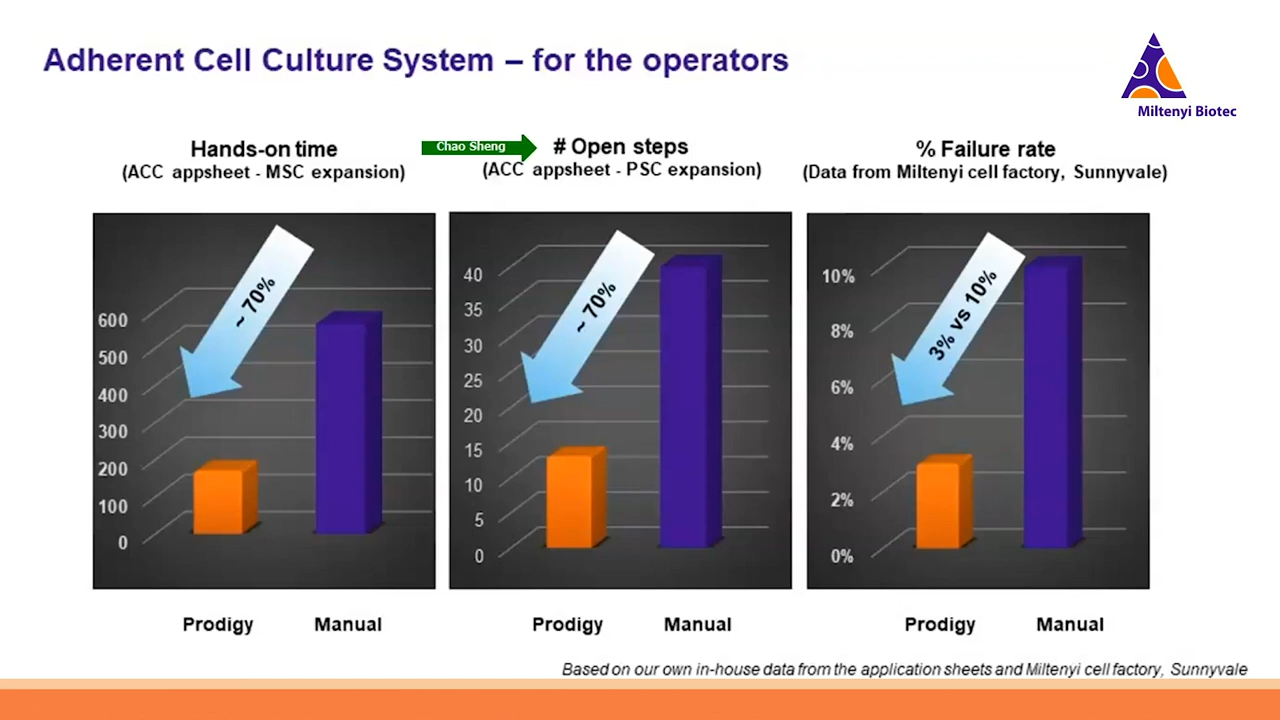 Adherent Cell Culture System – for the operators
Miltenyi Biotec
Hands-on time
(ACC appsheet - MSC expansion)
Chao Sheng
# Open steps
(ACC appsheet - PSC expansion)
% Failure rate
(Data from Miltenyi cell factory, Sunnyvale)
600
500
400
300
200
100
0
~ 70%
Prodigy
Manual
40
35
30
25
20
15
10
5
0
~ 70%
Prodigy
Manual
10%
8%
6%
4%
2%
0%
3% vs 10%
Prodigy
Manual
Based on our own in-house data from the application sheets and Miltenyi cell factory, Sunnyvale